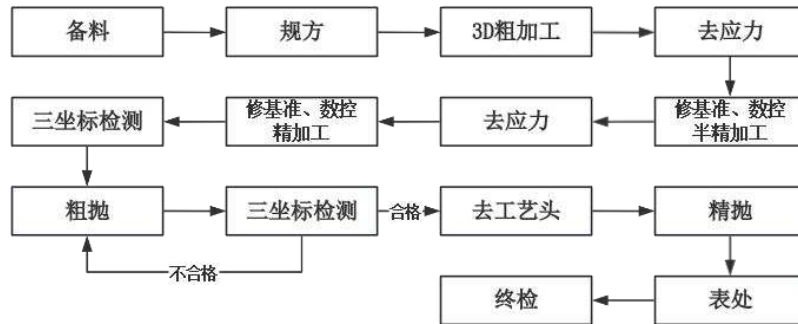 备料
规方
3D粗加工
去应力
修基准、数控
半精加工
去应力
修基准、数控
精加工
三坐标检测
粗抛
三坐标检测
合格
不合格
去工艺头
精抛
表处
终检